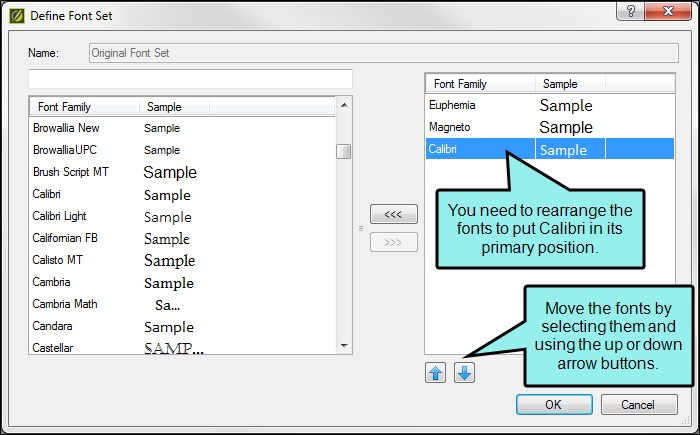 Define Font Set
?
Name: Original Font Set
Font Family Sample
Browallia New Sample
BrowalliaUPC Sample
Brush Script MT Sample
Calibri Sample
Calibri Light Sample
Californian FB Sample
Calisto MT Sample
Cambria Sample
Cambria Math Sa...
Candara Sample
Castellar SAMP...
<<<
>>>
Font Family Sample
Euphemia Sample
Magneto Sample
Calibri Sample
You need to rearrange the
fonts to put Calibri in its
primary position.
Move the fonts by
selecting them and
using the up or down
arrow buttons.
OK Cancel